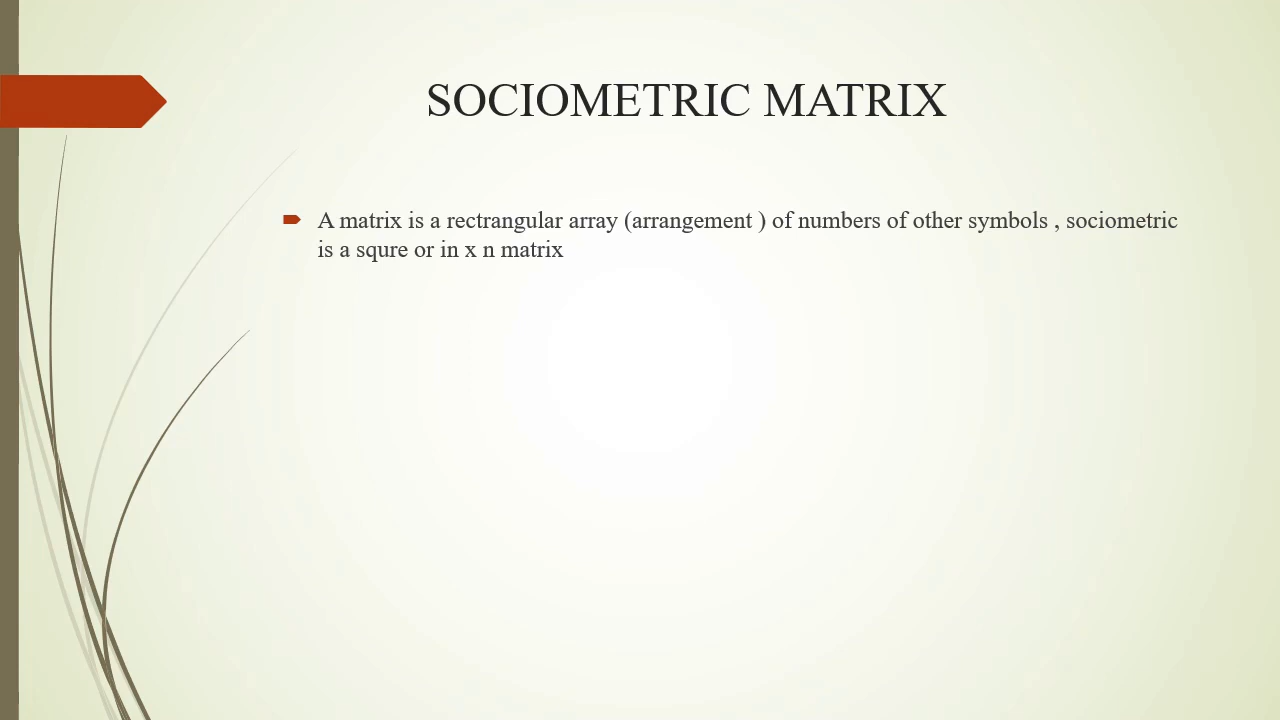 SOCIOMETRIC MATRIX
A matrix is a rectrangular array (arrangement ) of numbers of other symbols , sociometric
is a squre or in x n matrix